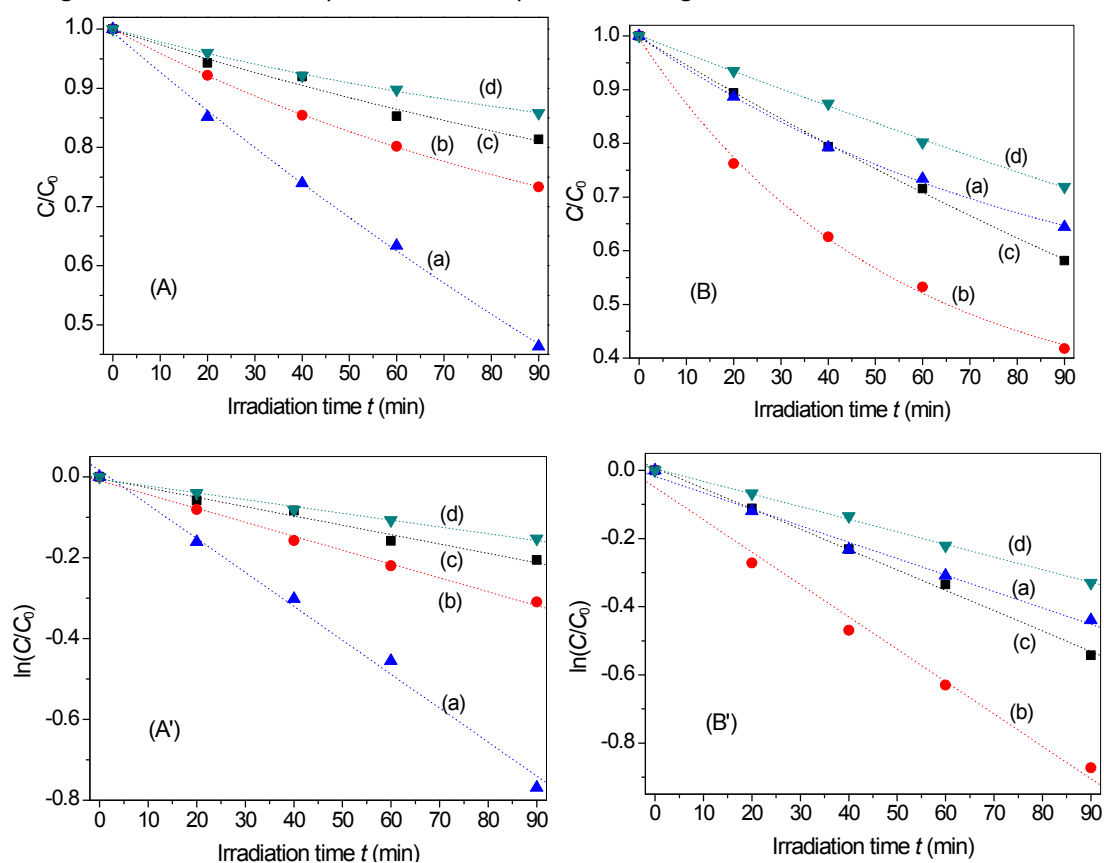 1.0
0.9
0.8
0.7
0.6
0.5
C/C0
(d)
(b)
(c)
(a)
(A)
0 10 20 30 40 50 60 70 80 90
Irradiation time t (min)
1.0
0.9
0.8
0.7
0.6
0.5
0.4
C/C0
(d)
(a)
(c)
(b)
(B)
0 10 20 30 40 50 60 70 80 90
Irradiation time t (min)
0.0
-0.2
-0.4
-0.6
-0.8
ln(C/C0)
(d)
(c)
(b)
(a)
(A')
0 10 20 30 40 50 60 70 80 90
Irradiation time t (min)
0.0
-0.2
-0.4
-0.6
-0.8
ln(C/C0)
(d)
(a)
(c)
(b)
(B')
0 10 20 30 40 50 60 70 80 90
Irradiation time t (min)